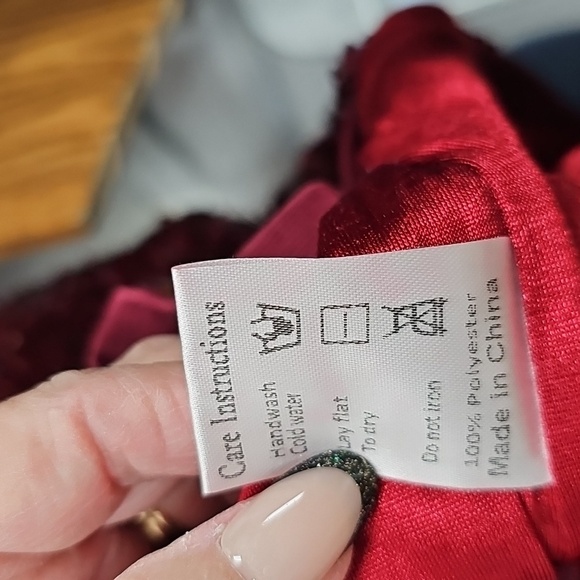 Care Instructions
Handwash
Cold water
Lay flat
To dry
Do not iron
100% Polyester
Made in China